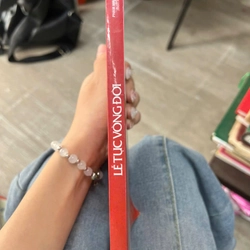 LỄ TỤC VÒNG ĐỜI